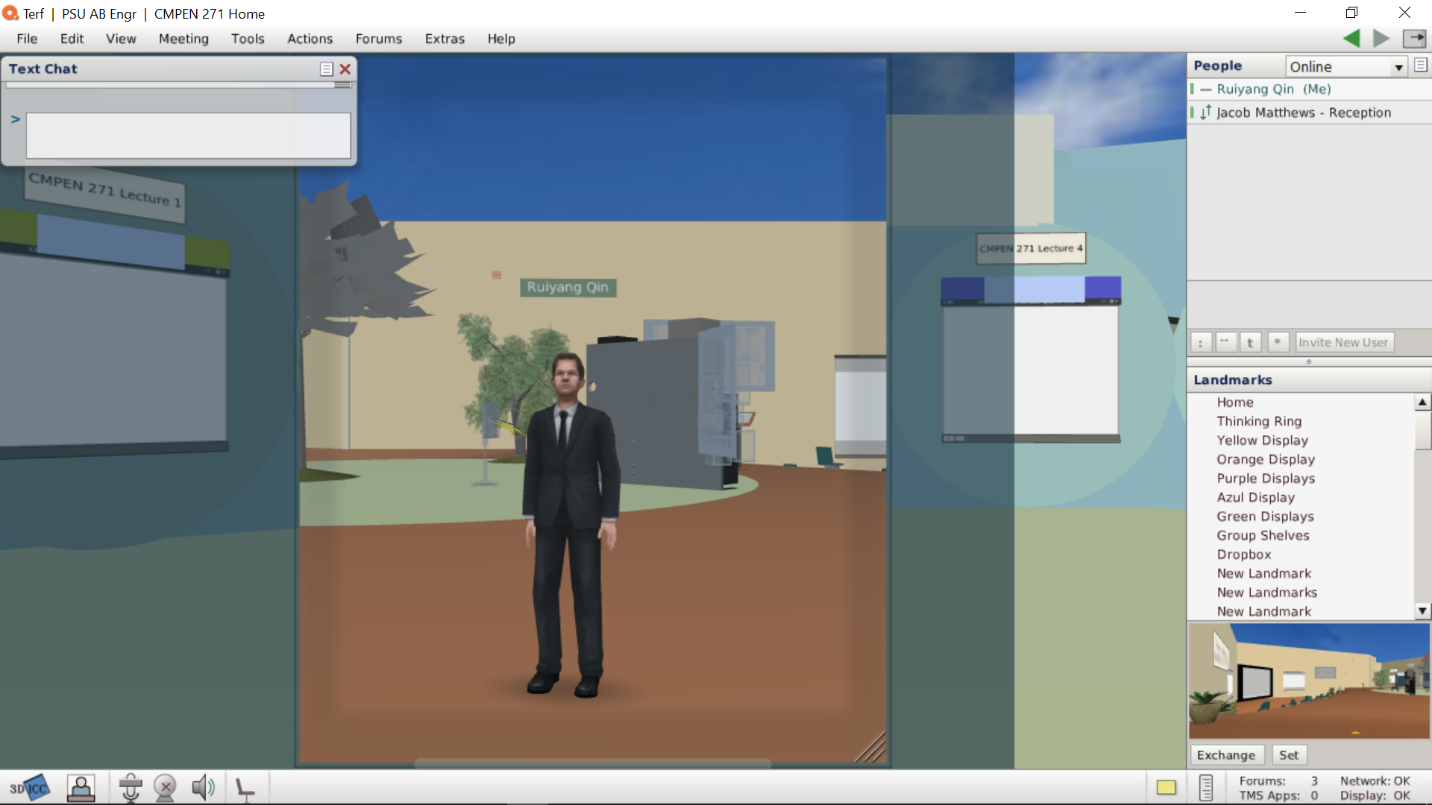 Terf | PSU AB Engr | CMPEN 271 Home
File Edit View Meeting Tools Actions Forums Extras Help
Text Chat
>
CMPEN 271 Lecture 1
Ruiyang Qin
CMPEN 271 Lecture 4
People Online
Ruiyang Qin (Me)
Jacob Matthews - Reception
: t * Invite New User
Landmarks
Home
Thinking Ring
Yellow Display
Orange Display
Purple Displays
Azul Display
Green Displays
Group Shelves
Dropbox
New Landmark
New Landmarks
New Landmark
Exchange Set
3DICC
Forums: 3 Network: OK
TMS Apps: 0 Display: OK